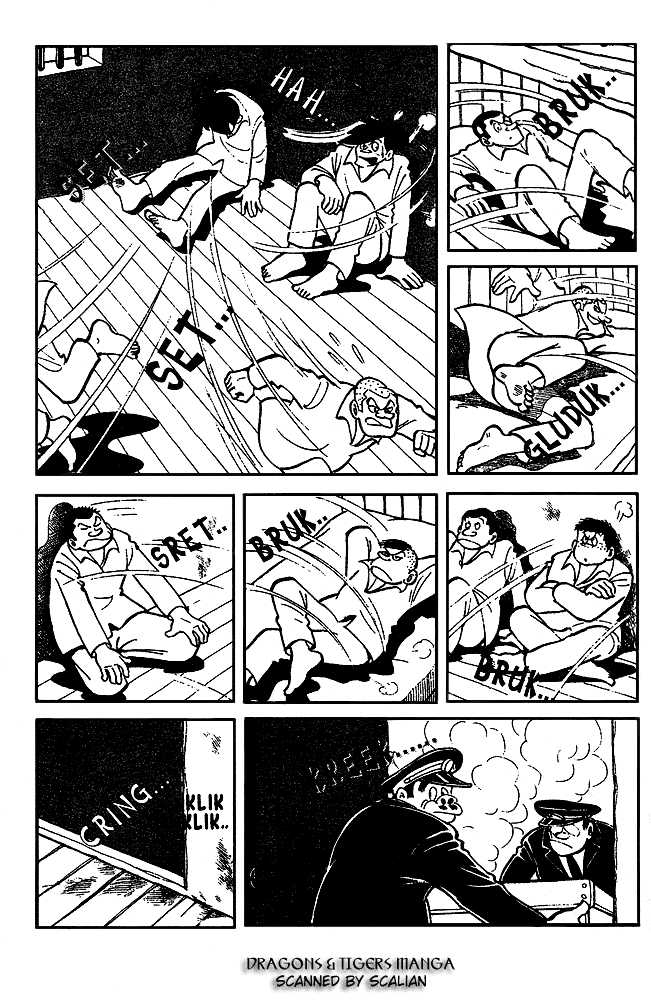 HAH...
SET...
SET...
BRUK..
GLUDUK...
SRET..
BRUK..
BRUK...
CRING...
KLIK
KLIK..
KREEK......
DRAGONS & TIGERS MANGA
SCANNED BY SCALIAN